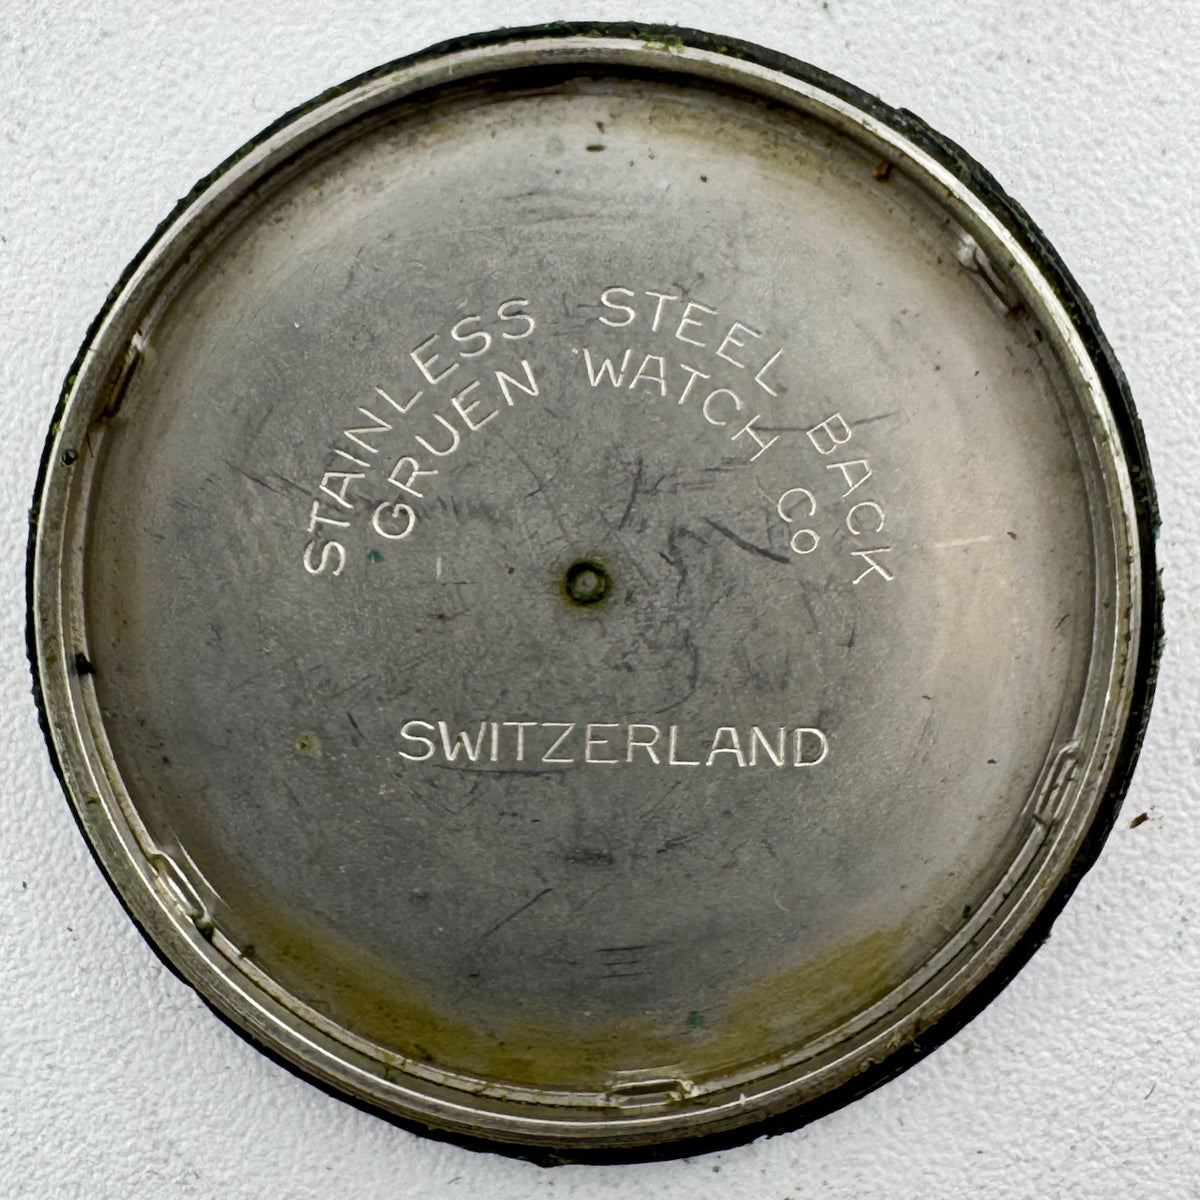 STAINLESS STEEL BACK
GRUEN WATCH Co
SWITZERLAND